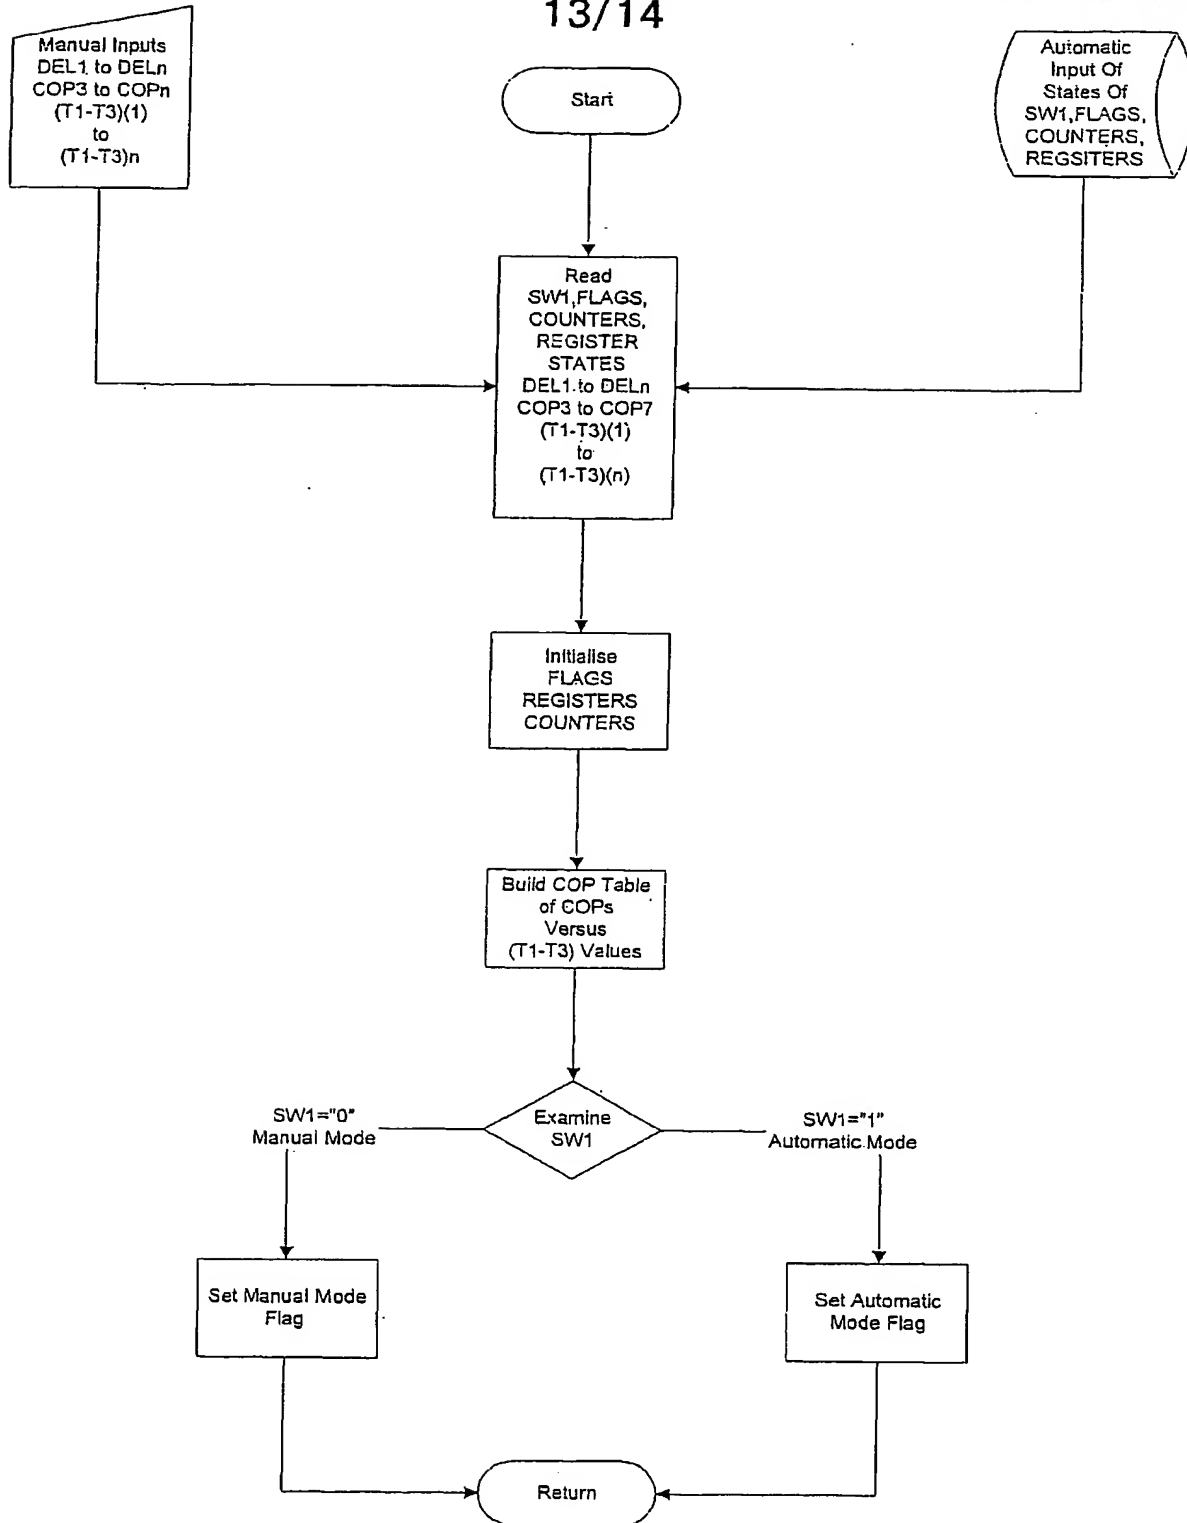 13/14
Manual Inputs
DEL1 to DELn
COP3 to COPn
(T1-T3)(1)
to
(T1-T3)n
Start
Automatic
Input Of
States Of
SW1,FLAGS,
COUNTERS,
REGSITERS
Read
SW1,FLAGS,
COUNTERS,
REGISTER
STATES
DEL1 to DELn
COP3 to COP7
(T1-T3)(1)
to
(T1-T3)(n)
Initialise
FLAGS
REGISTERS
COUNTERS
Build COP Table
of COPs
Versus
(T1-T3) Values
Examine
SW1
SW1="0"
Manual Mode
SW1="1"
Automatic Mode
Set Manual Mode
Flag
Set Automatic
Mode Flag
Return